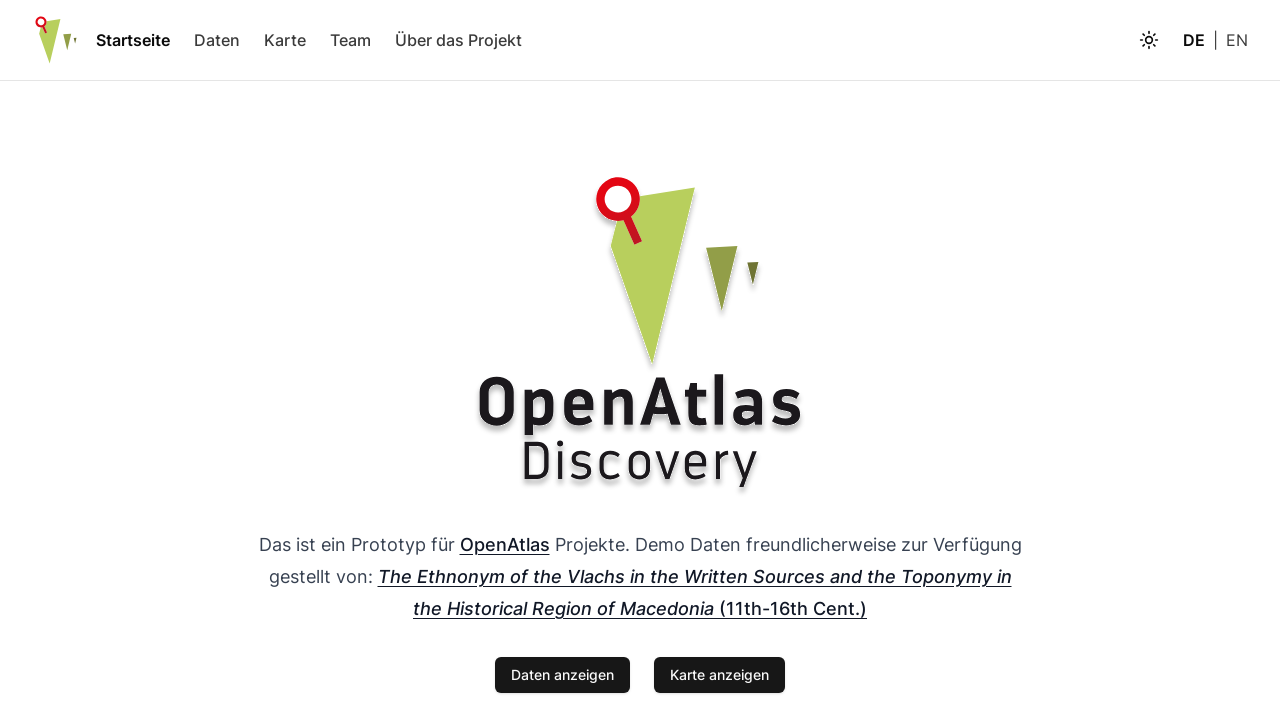 Startseite Daten Karte Team Über das Projekt DE | EN
OpenAtlas
Discovery
Das ist ein Prototyp für OpenAtlas Projekte. Demo Daten freundlicherweise zur Verfügung
gestellt von: The Ethnonym of the Vlachs in the Written Sources and the Toponymy in
the Historical Region of Macedonia (11th-16th Cent.)
Daten anzeigen Karte anzeigen